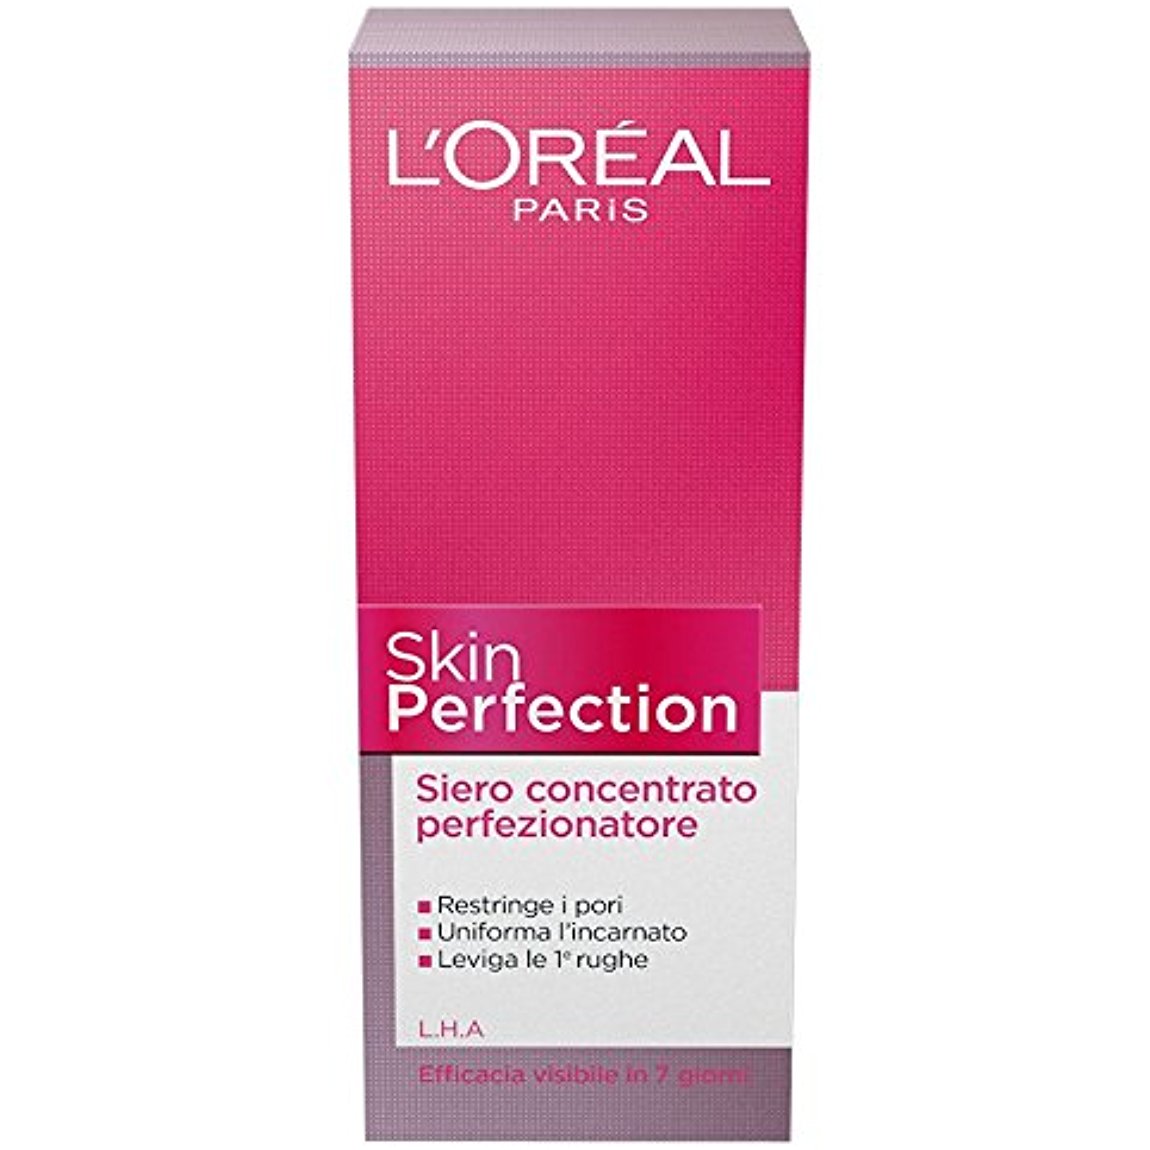 L'ORÉAL
PARiS
Skin
Perfection
Siero concentrato
perfezionatore
Restringe i pori
Uniforma l'incarnato
Leviga le 1e rughe
L.H.A
Efficacia visibile in 7 giorni